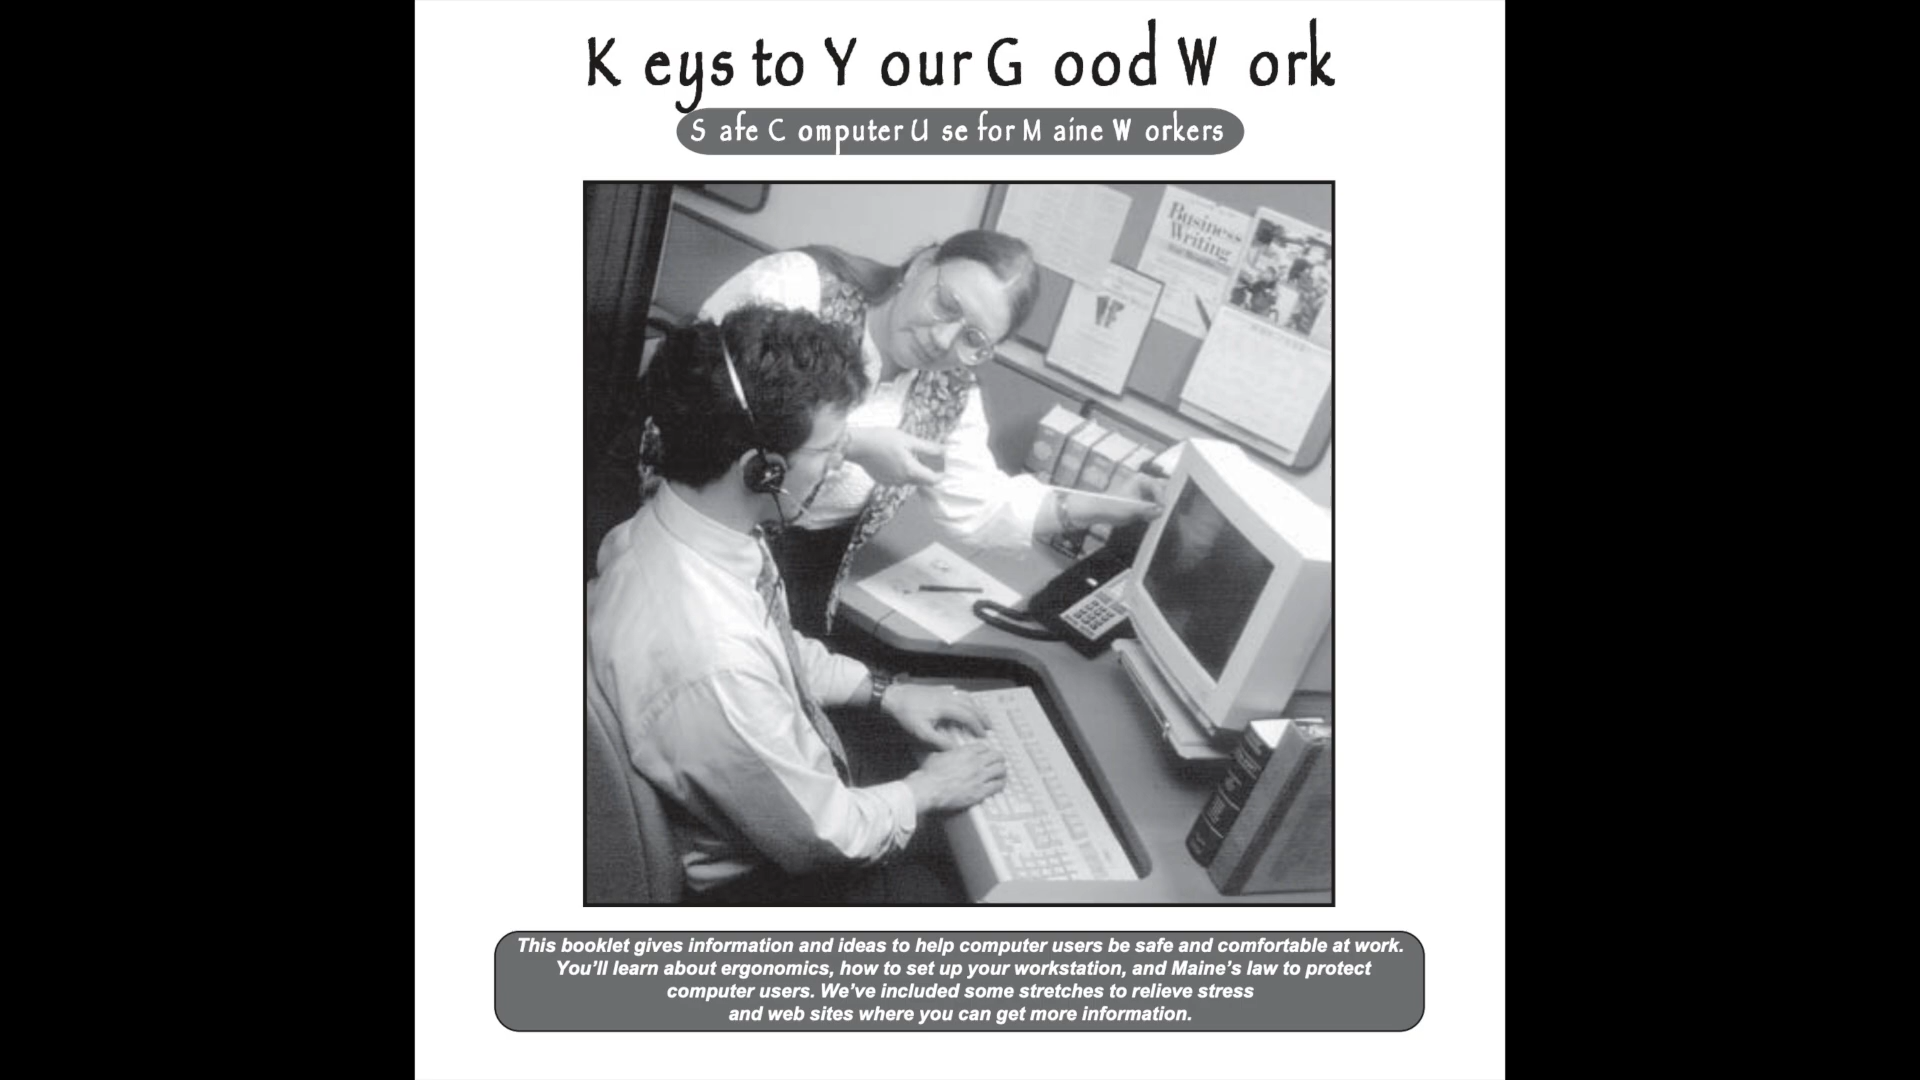 Keys to Your Good Work
Safe Computer Use for Maine Workers
Business
Writing
This booklet gives information and ideas to help computer users be safe and comfortable at work.
You'll learn about ergonomics, how to set up your workstation, and Maine's law to protect
computer users. We've included some stretches to relieve stress
and web sites where you can get more information.